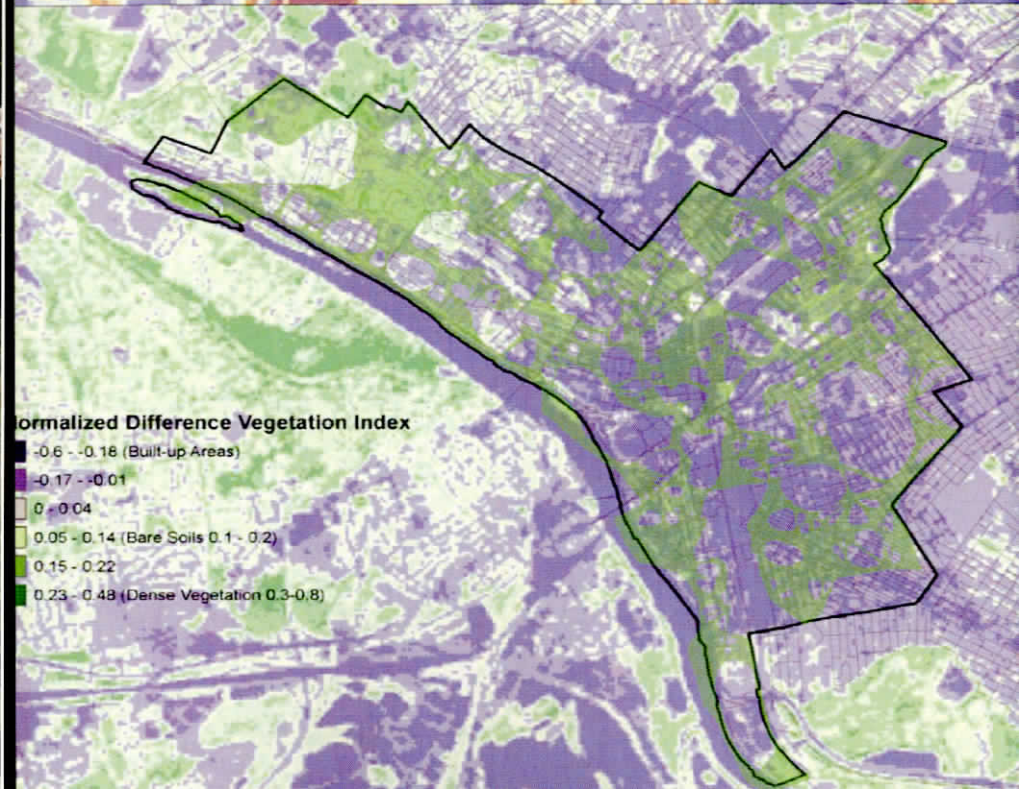 ormalized Difference Vegetation Index
-0.6 - -0.18 (Built-up Areas)
-0.17 - -0.01
0 - 0.04
0.05 - 0.14 (Bare Soils 0.1 - 0.2)
0.15 - 0.22
0.23 - 0.48 (Dense Vegetation 0.3-0.8)